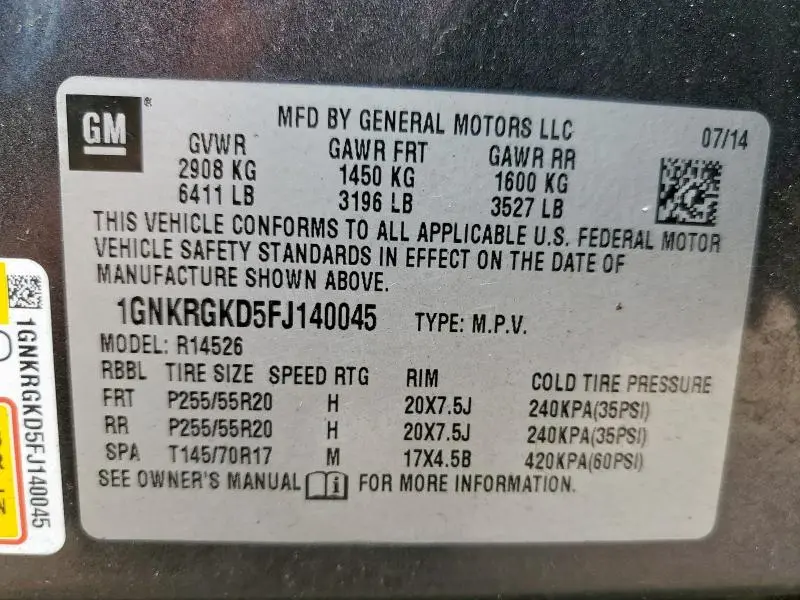 GM
MFD BY GENERAL MOTORS LLC
07/14
GVWR GAWR FRT GAWR RR
2908 KG 1450 KG 1600 KG
6411 LB 3196 LB 3527 LB
THIS VEHICLE CONFORMS TO ALL APPLICABLE U.S. FEDERAL MOTOR
VEHICLE SAFETY STANDARDS IN EFFECT ON THE DATE OF
MANUFACTURE SHOWN ABOVE.
1GNKRGKD5FJ140045 TYPE: M.P.V.
MODEL: R14526
RBBL TIRE SIZE SPEED RTG RIM COLD TIRE PRESSURE
FRT P255/55R20 H 20X7.5J 240KPA(35PSI)
RR P255/55R20 H 20X7.5J 240KPA(35PSI)
SPA T145/70R17 M 17X4.5B 420KPA(60PSI)
SEE OWNER'S MANUAL FOR MORE INFORMATION.
1GNKRGKD5FJ140045